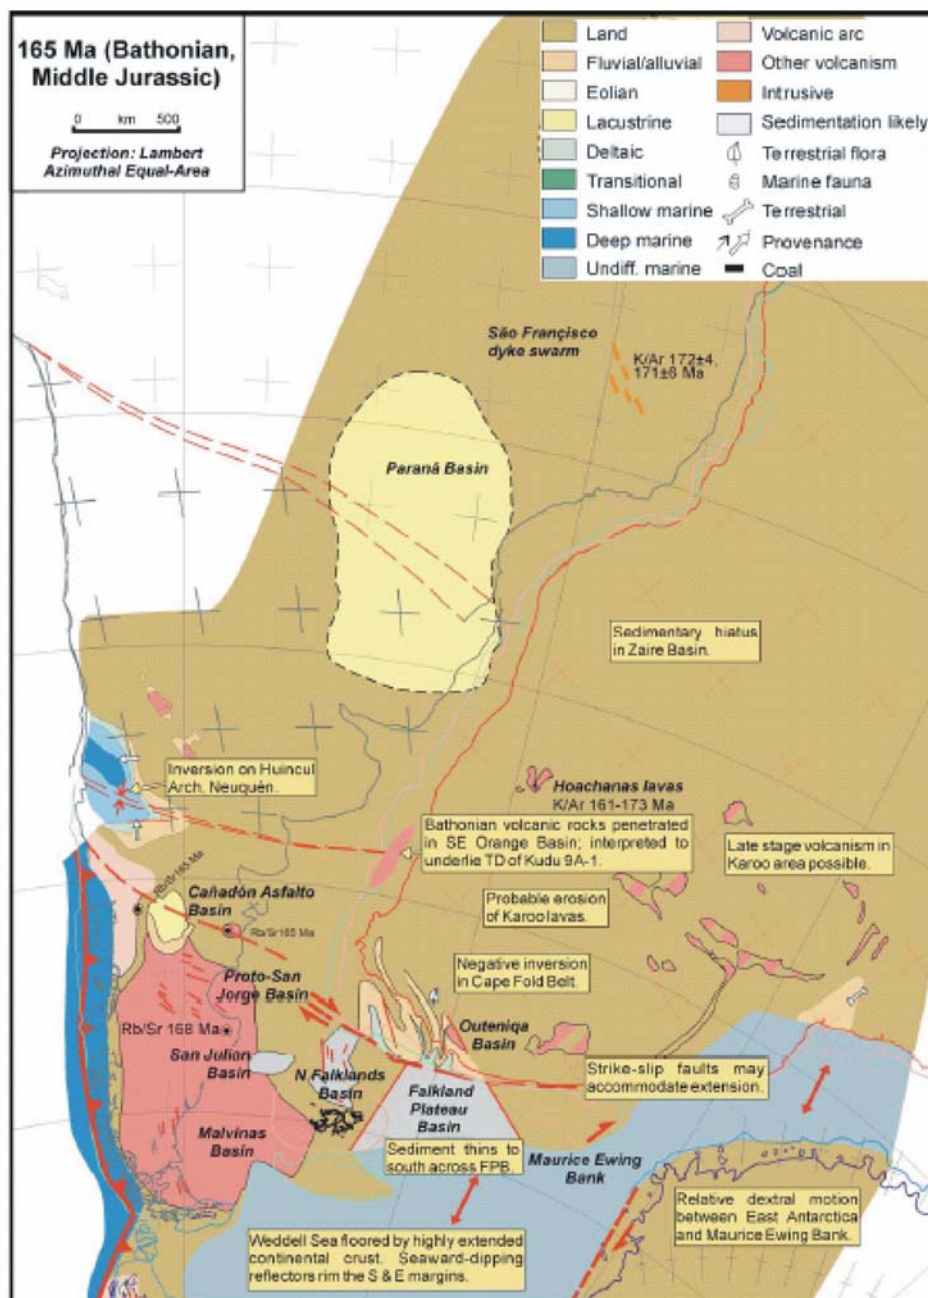 165 Ma (Bathonian,
Middle Jurassic)
0 km 500
Projection: Lambert
Azimuthal Equal-Area
Land
Fluvial/alluvial
Eolian
Lacustrine
Deltaic
Transitional
Shallow marine
Deep marine
Undiff. marine
Volcanic arc
Other volcanism
Intrusive
Sedimentation likely
Terrestrial flora
Marine fauna
Terrestrial
Provenance
Coal
São Françisco
dyke swarm
K/Ar 172±4,
171±6 Ma
Paraná Basin
Sedimentary hiatus
in Zaire Basin.
Inversion on Huincul
Arch, Neuquén.
Hoachanas lavas
K/Ar 161-173 Ma
Bathonian volcanic rocks penetrated
in SE Orange Basin; interpreted to
underlie TD of Kudu 9A-1.
Late stage volcanism in
Karoo area possible.
Rb/Sr165 Ma
Cañadón Asfalto
Basin
Rb/Sr165 Ma
Probable erosion
of Karoo lavas.
Negative inversion
in Cape Fold Belt.
Proto-San
Jorge Basin
Rb/Sr 168 Ma
Outeniqa
Basin
San Julian
Basin
N Falklands
Basin
Strike-slip faults may
accommodate extension.
Falkland
Plateau
Basin
Malvinas
Basin
Sediment thins to
south across FPB.
Maurice Ewing
Bank
Relative dextral motion
between East Antarctica
and Maurice Ewing Bank.
Weddell Sea floored by highly extended
continental crust. Seaward-dipping
reflectors rim the S & E margins.